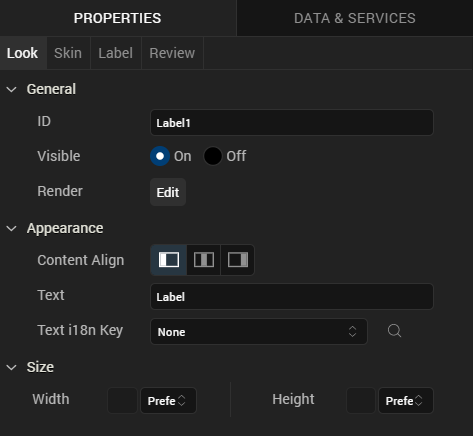 PROPERTIES DATA & SERVICES
Look Skin Label Review
General
ID Label1
Visible On Off
Render Edit
Appearance
Content Align
Text Label
Text i18n Key None
Size
Width Prefe Height Prefe